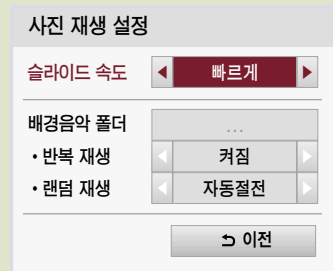 사진 재생 설정
슬라이드 속도 ◀ 빠르게 ▶
배경음악 폴더 ...
• 반복 재생 켜짐
• 랜덤 재생 자동절전
⮌ 이전